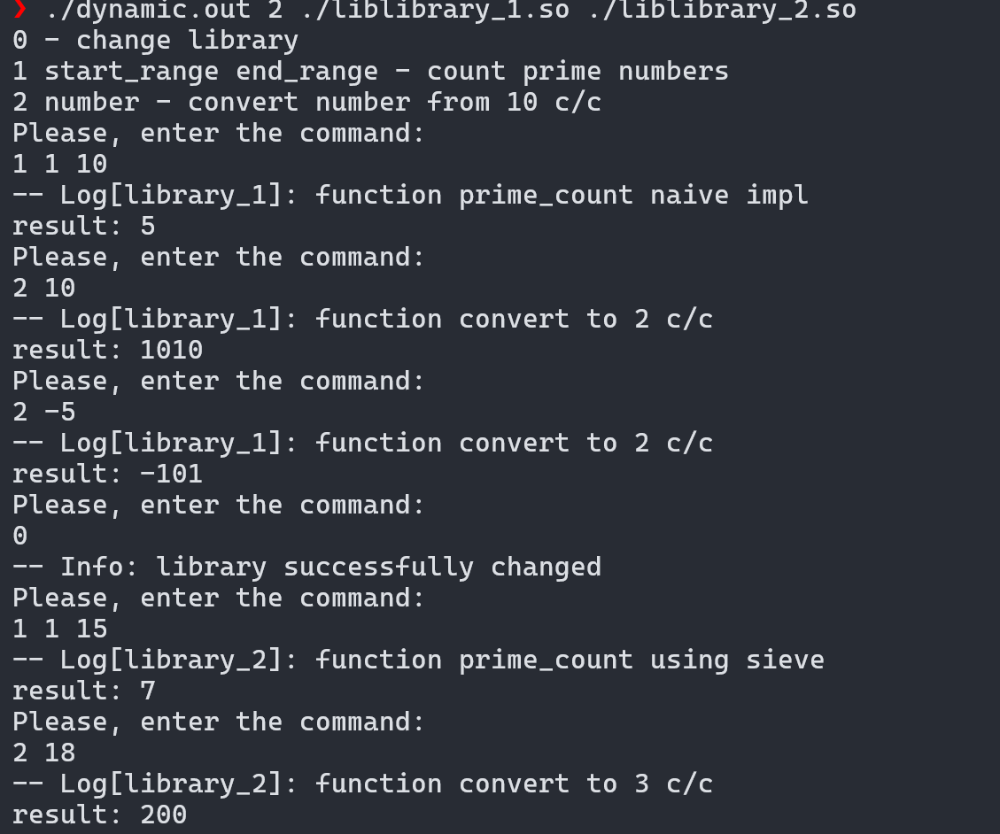 ❯ ./dynamic.out 2 ./liblibrary_1.so ./liblibrary_2.so
0 - change library
1 start_range end_range - count prime numbers
2 number - convert number from 10 c/c
Please, enter the command:
1 1 10
-- Log[library_1]: function prime_count naive impl
result: 5
Please, enter the command:
2 10
-- Log[library_1]: function convert to 2 c/c
result: 1010
Please, enter the command:
2 -5
-- Log[library_1]: function convert to 2 c/c
result: -101
Please, enter the command:
0
-- Info: library successfully changed
Please, enter the command:
1 1 15
-- Log[library_2]: function prime_count using sieve
result: 7
Please, enter the command:
2 18
-- Log[library_2]: function convert to 3 c/c
result: 200